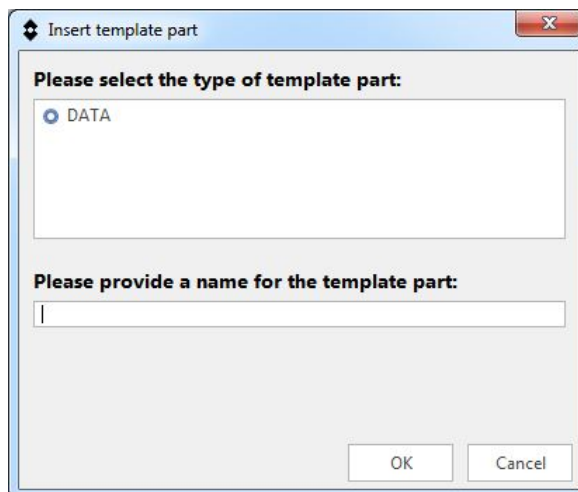 Insert template part
Please select the type of template part:
DATA
Please provide a name for the template part:
OK
Cancel